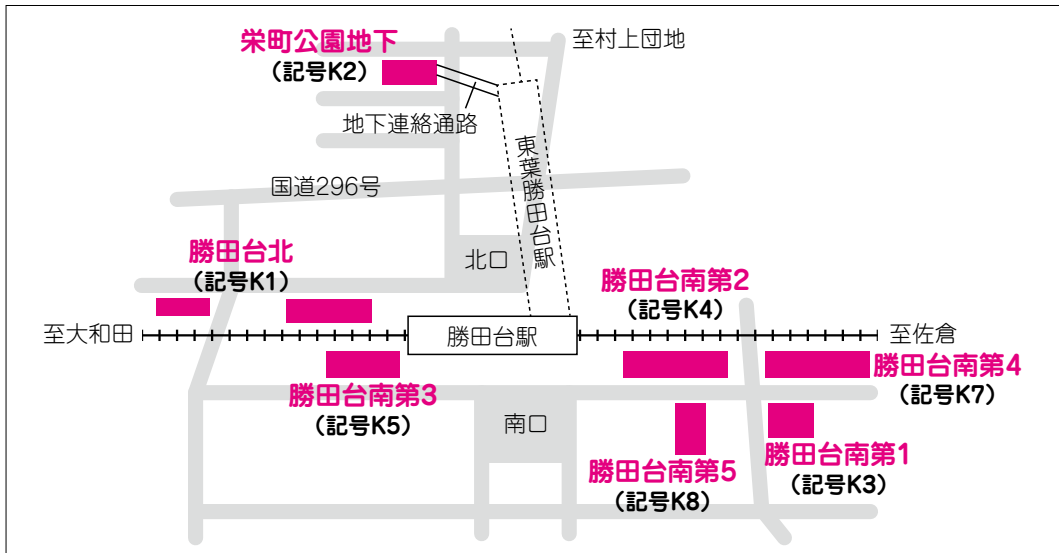 栄町公園地下
（記号K2）
至村上団地
地下連絡通路
東葉勝田台駅
国道296号
勝田台北
（記号K1）
北口
勝田台南第2
（記号K4）
至大和田
勝田台駅
至佐倉
勝田台南第3
（記号K5）
勝田台南第4
（記号K7）
南口
勝田台南第5
（記号K8）
勝田台南第1
（記号K3）